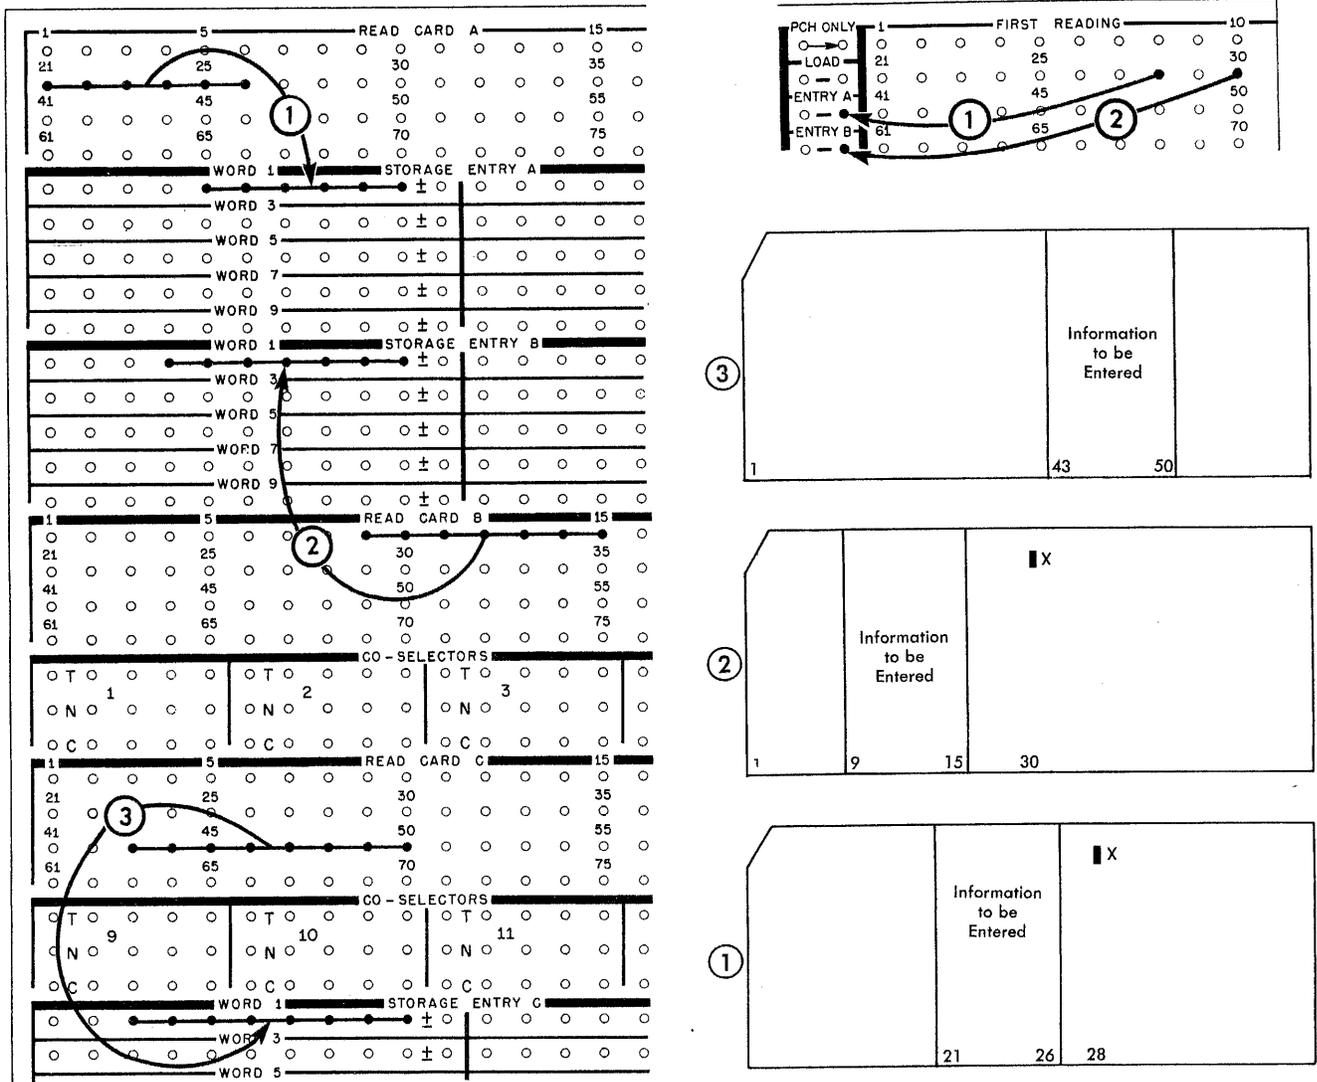 1 5 READ CARD A 15
21 25 30 35
41 45 50 55
1
61 65 70 75
WORD 1 STORAGE ENTRY A
±
WORD 3
±
WORD 5
±
WORD 7
±
WORD 9
±
WORD 1 STORAGE ENTRY B
±
WORD 3
±
WORD 5
±
WORD 7
±
WORD 9
±
1 5 READ CARD B 15
2
21 25 30 35
41 45 50 55
61 65 70 75
CO-SELECTORS
T T T
1 2 3
N N N
C C C
1 5 READ CARD C 15
21 25 30 35
3
41 45 50 55
61 65 70 75
CO-SELECTORS
T T T
9 10 11
N N N
C C C
WORD 1 STORAGE ENTRY C
±
WORD 3
±
WORD 5
PCH ONLY 1 FIRST READING 10
LOAD 21 25 30
ENTRY A 41 45 50
1 2
ENTRY B 61 65 70
Information
to be
Entered
3
1 43 50
X
Information
to be
Entered
2
1 9 15 30
X
Information
to be
Entered
1
21 26 28